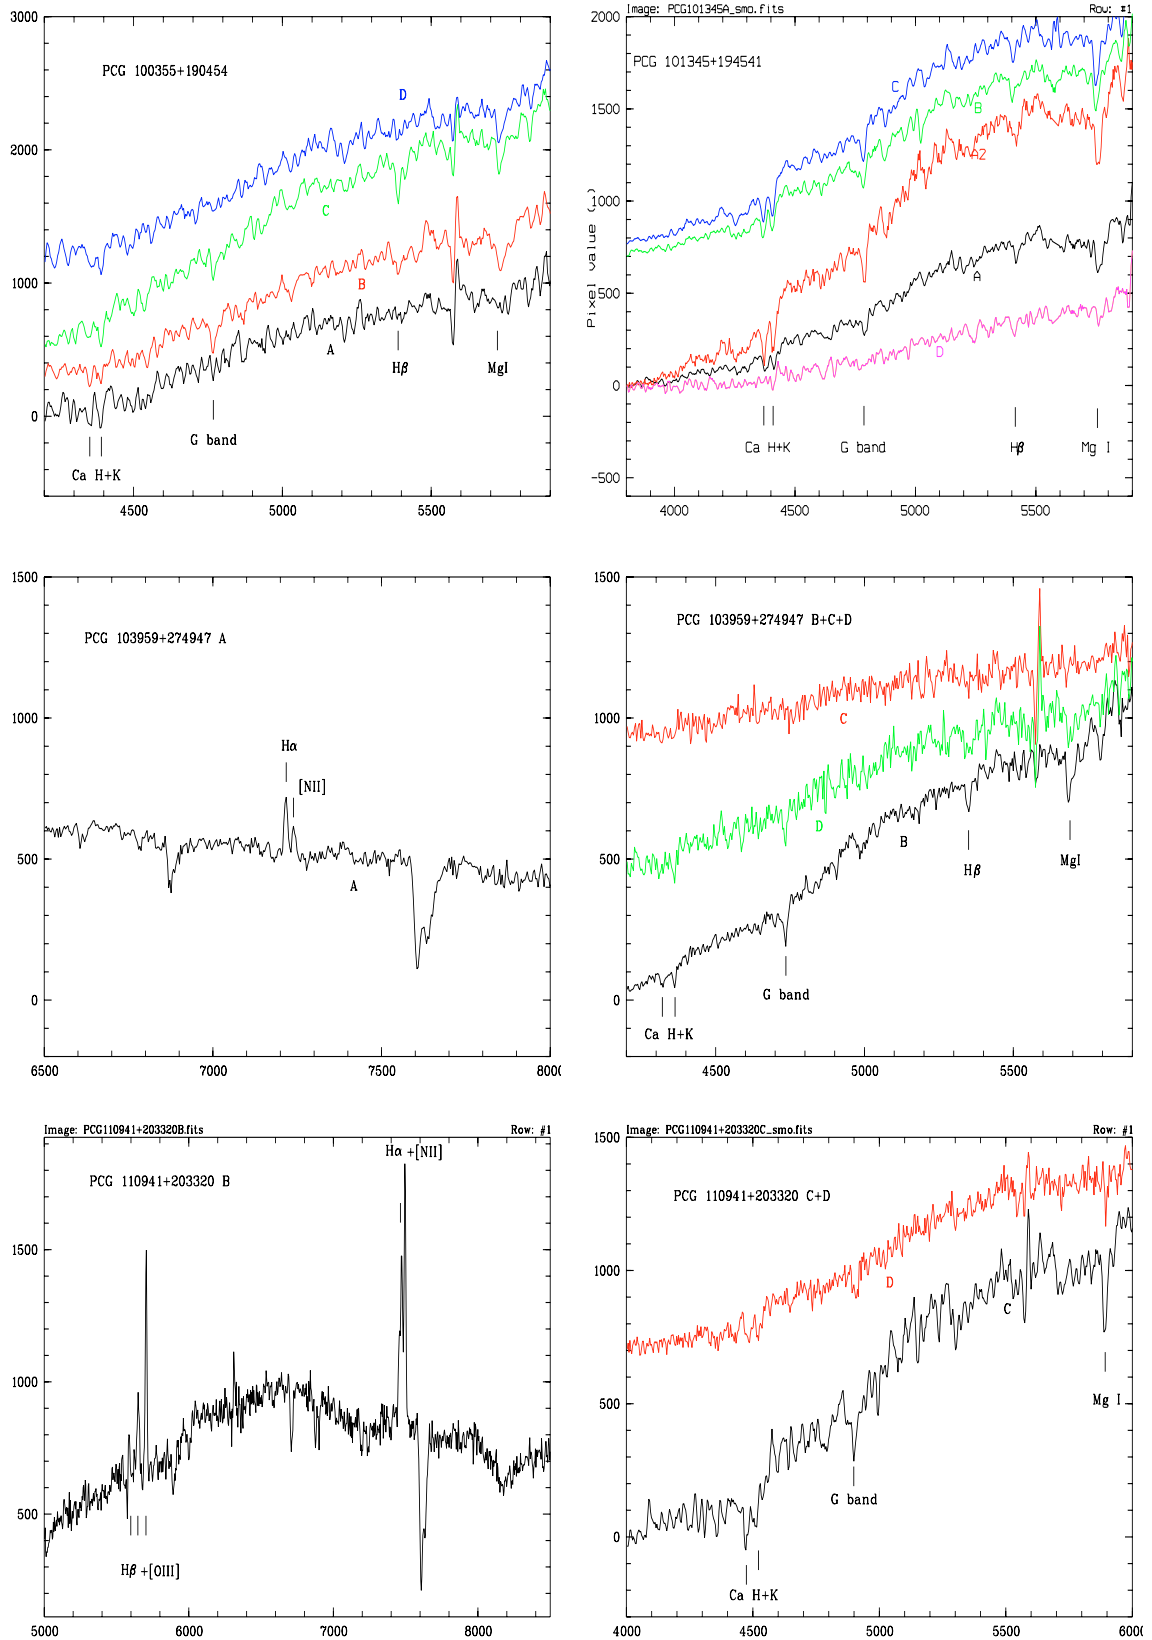 3000
PCG 100355+190454
D
2000
C
1000
B
A
Hβ
MgI
0
G band
Ca H+K
4500 5000 5500
Image: PCG101345A_smo.fits Row: #1
2000
PCG 101345+194541
C
1500
B
A2
Pixel value (
1000
A
500
D
0
Ca H+K G band Hβ Mg I
-500
4000 4500 5000 5500
1500
PCG 103959+274947 A
1000
Hα
[NII]
500
A
0
6500 7000 7500 8000
1500
PCG 103959+274947 B+C+D
1000
C
D
B
500
Hβ
MgI
G band
0
Ca H+K
4500 5000 5500
Image: PCG110941+203320B.fits Row: #1
Hα +[NII]
PCG 110941+203320 B
1500
1000
500
Hβ +[OIII]
5000 6000 7000 8000
Image: PCG110941+203320C_smo.fits Row: #1
1500
PCG 110941+203320 C+D
1000
D
C
500
Mg I
G band
0
Ca H+K
4000 4500 5000 5500 6000